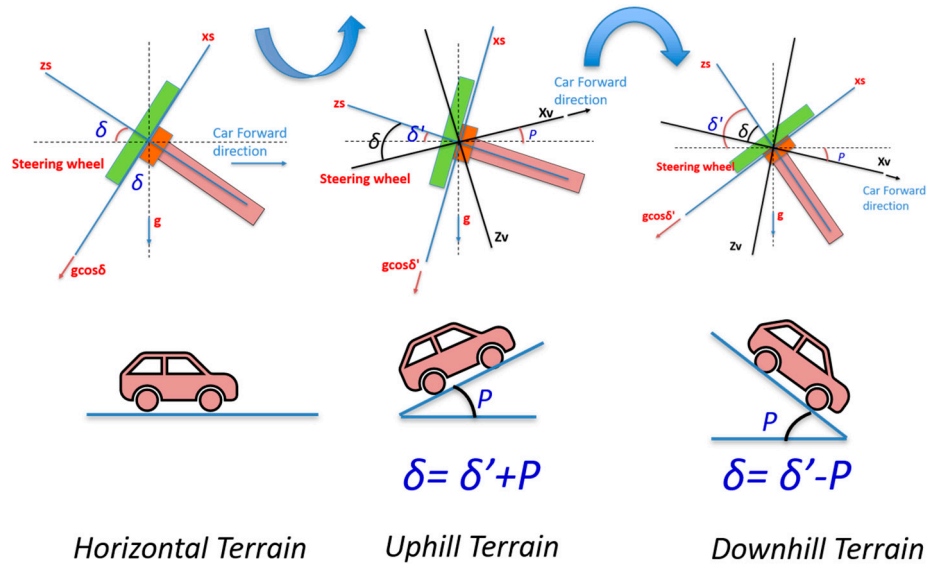 xs
zs
δ
Car Forward
direction
Steering wheel
δ
g
gcosδ
xs
zs
Car Forward
direction
Xv
δ
δ'
P
Steering wheel
g
Zv
gcosδ'
zs
xs
δ'
δ
Steering wheel
P
Xv
Car Forward
direction
gcosδ'
g
Zv
P
P
δ= δ'+P
δ= δ'-P
Horizontal Terrain
Uphill Terrain
Downhill Terrain